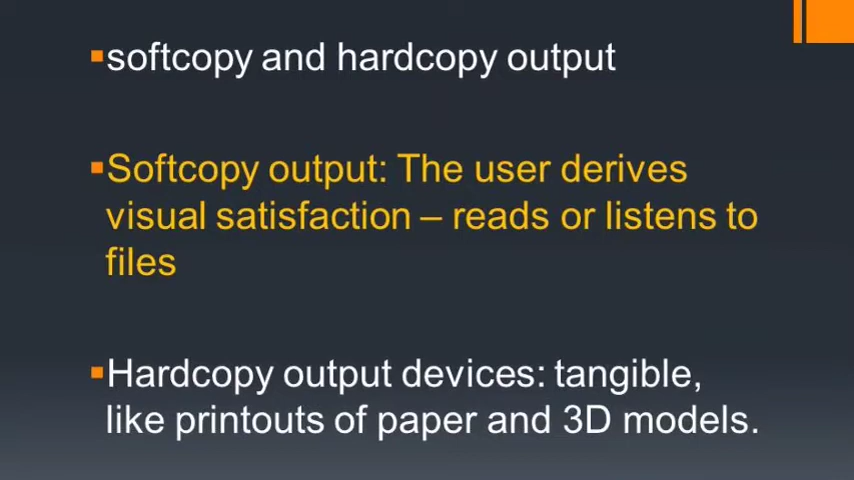 ▪softcopy and hardcopy output
▪Softcopy output: The user derives
visual satisfaction – reads or listens to
files
▪Hardcopy output devices: tangible,
like printouts of paper and 3D models.